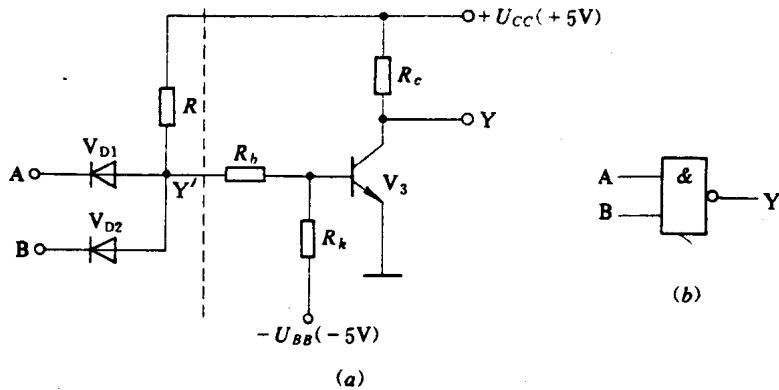 +U_CC(+5V)
R
R_c
Y
V_D1
A
Y′
R_b
V_3
V_D2
B
R_k
−U_BB(−5V)
(a)
A
B
&
Y
(b)